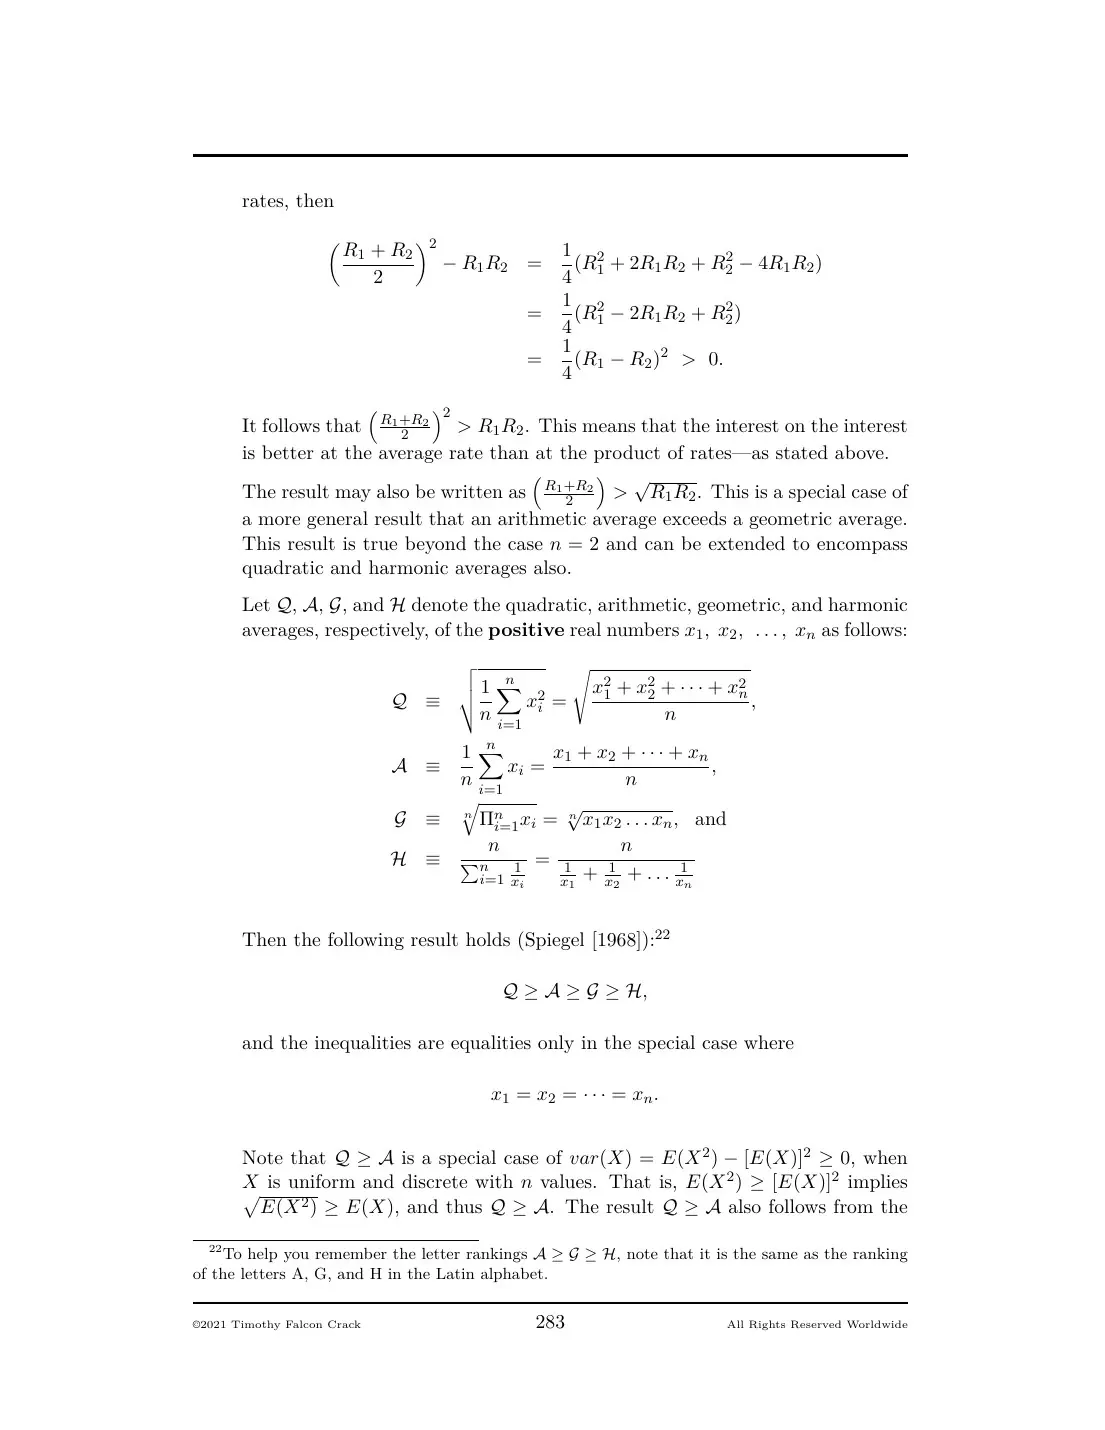 rates, then
(R₁ + R₂ / 2)² − R₁R₂ = 1/4 (R₁² + 2R₁R₂ + R₂² − 4R₁R₂)
= 1/4 (R₁² − 2R₁R₂ + R₂²)
= 1/4 (R₁ − R₂)² > 0.
It follows that (R₁+R₂ / 2)² > R₁R₂. This means that the interest on the interest
is better at the average rate than at the product of rates—as stated above.
The result may also be written as (R₁+R₂ / 2) > √R₁R₂. This is a special case of
a more general result that an arithmetic average exceeds a geometric average.
This result is true beyond the case n = 2 and can be extended to encompass
quadratic and harmonic averages also.
Let 𝒬, 𝒜, 𝒢, and ℋ denote the quadratic, arithmetic, geometric, and harmonic
averages, respectively, of the positive real numbers x₁, x₂, ..., xₙ as follows:
𝒬 ≡ √(1/n ∑ᵢ₌₁ⁿ xᵢ²) = √(x₁² + x₂² + ··· + xₙ² / n),
𝒜 ≡ 1/n ∑ᵢ₌₁ⁿ xᵢ = x₁ + x₂ + ··· + xₙ / n,
𝒢 ≡ ⁿ√(Πᵢ₌₁ⁿ xᵢ) = ⁿ√(x₁x₂ ... xₙ), and
ℋ ≡ n / ∑ᵢ₌₁ⁿ 1/xᵢ = n / 1/x₁ + 1/x₂ + ... 1/xₙ
Then the following result holds (Spiegel [1968]):²²
𝒬 ≥ 𝒜 ≥ 𝒢 ≥ ℋ,
and the inequalities are equalities only in the special case where
x₁ = x₂ = ··· = xₙ.
Note that 𝒬 ≥ 𝒜 is a special case of var(X) = E(X²) − [E(X)]² ≥ 0, when
X is uniform and discrete with n values. That is, E(X²) ≥ [E(X)]² implies
√E(X²) ≥ E(X), and thus 𝒬 ≥ 𝒜. The result 𝒬 ≥ 𝒜 also follows from the
²²To help you remember the letter rankings 𝒜 ≥ 𝒢 ≥ ℋ, note that it is the same as the ranking
of the letters A, G, and H in the Latin alphabet.
©2021 Timothy Falcon Crack 283 All Rights Reserved Worldwide